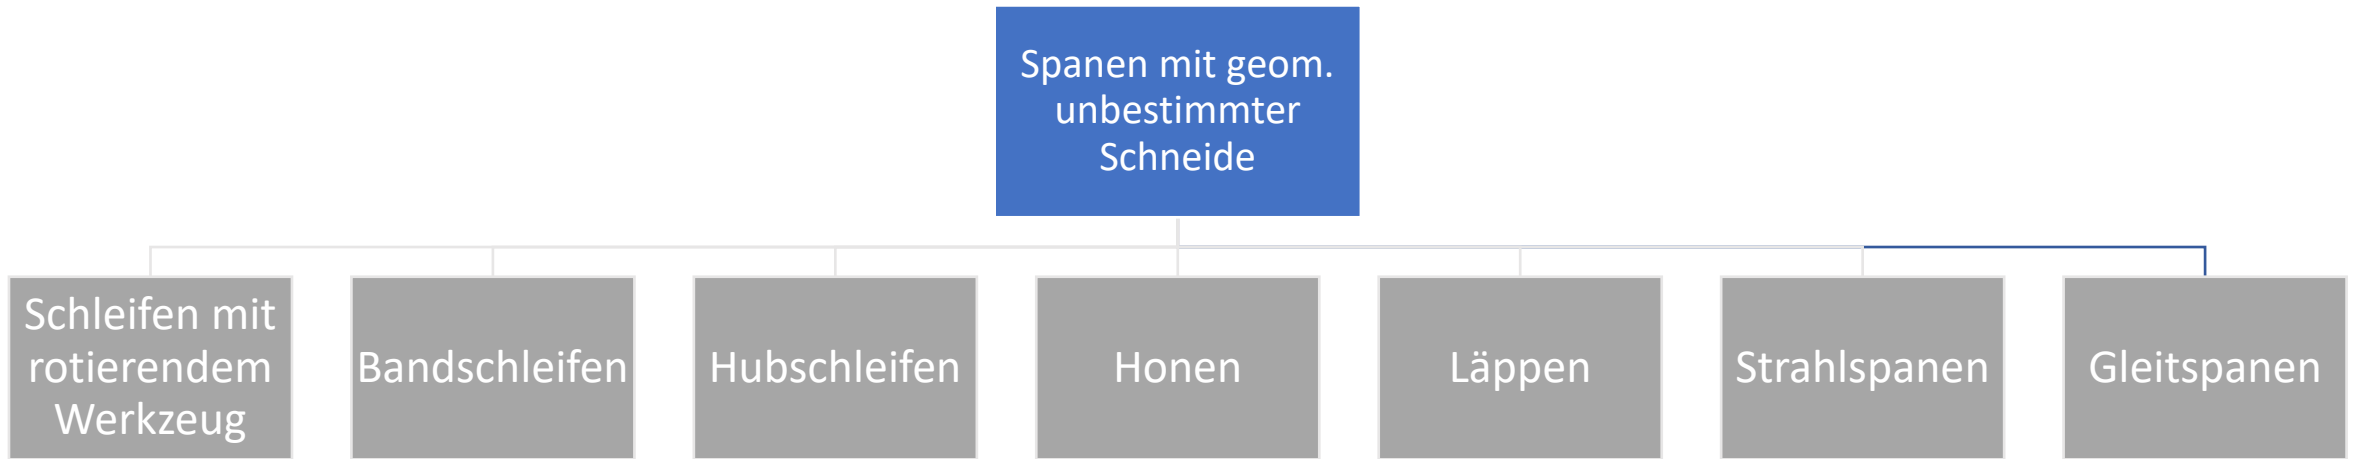 Spanen mit geom.
unbestimmter
Schneide
Schleifen mit
rotierendem
Werkzeug
Bandschleifen
Hubschleifen
Honen
Läppen
Strahlspanen
Gleitspanen